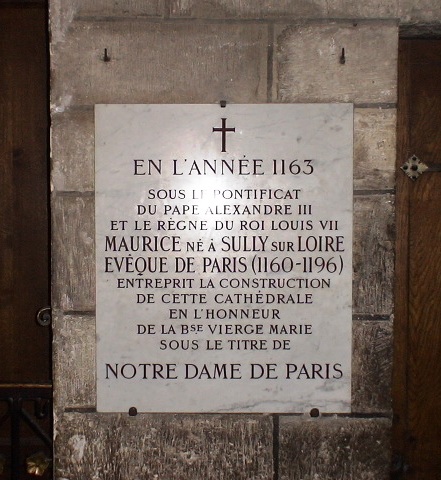 EN L'ANNÉE 1163
SOUS LE PONTIFICAT
DU PAPE ALEXANDRE III
ET LE RÈGNE DU ROI LOUIS VII
MAURICE NÉ À SULLY SUR LOIRE
EVÊQUE DE PARIS (1160-1196)
ENTREPRIT LA CONSTRUCTION
DE CETTE CATHÉDRALE
EN L'HONNEUR
DE LA BSE VIERGE MARIE
SOUS LE TITRE DE
NOTRE DAME DE PARIS